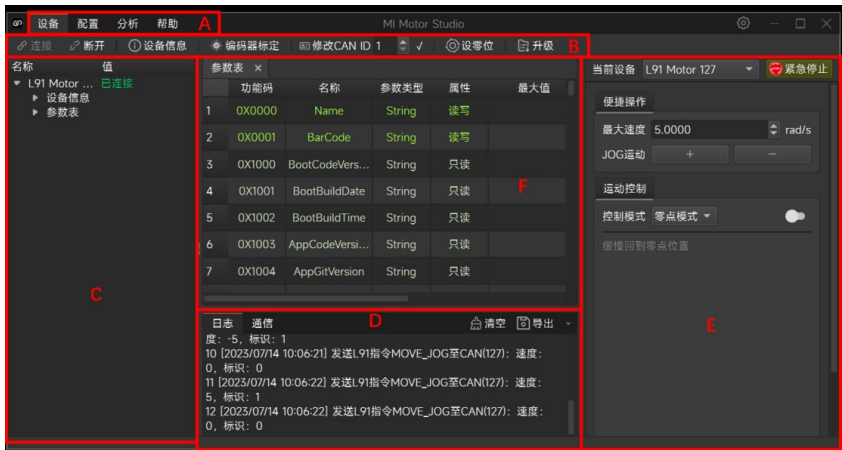 设备 配置 分析 帮助 A MI Motor Studio
连接 断开 设备信息 编码器标定 修改CAN ID 1 √ 设零位 升级 B
名称 值
L91 Motor ... 已连接
设备信息
参数表
C
参数表 ×
功能码 名称 参数类型 属性 最大值
1 0X0000 Name String 读写
2 0X0001 BarCode String 读写
3 0X1000 BootCodeVers... String 只读
4 0X1001 BootBuildDate String 只读
F
5 0X1002 BootBuildTime String 只读
6 0X1003 AppCodeVersi... String 只读
7 0X1004 AppGitVersion String 只读
日志 通信 D 清空 导出
度: -5, 标识: 1
10 [2023/07/14 10:06:21] 发送L91指令MOVE_JOG至CAN(127): 速度:
0, 标识: 0
11 [2023/07/14 10:06:22] 发送L91指令MOVE_JOG至CAN(127): 速度:
5, 标识: 1
12 [2023/07/14 10:06:22] 发送L91指令MOVE_JOG至CAN(127): 速度:
0, 标识: 0
当前设备 L91 Motor 127 紧急停止
便捷操作
最大速度 5.0000 rad/s
JOG运动 + −
运动控制
控制模式 零点模式
缓慢回到零点位置
E